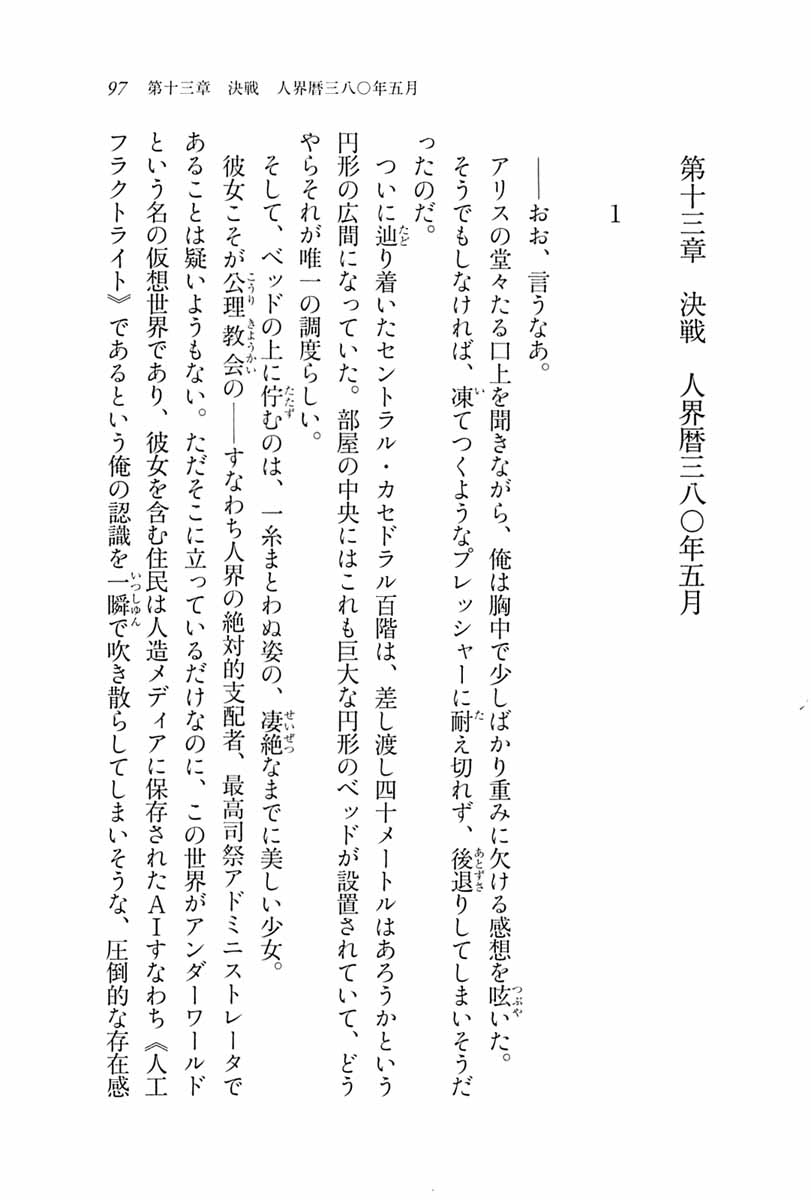 97 第十三章 決戦 人界暦三八〇年五月
第十三章 決戦 人界暦三八〇年五月
1
――おお、言うなあ。
アリスの堂々たる口上を聞きながら、俺は胸中で少しばかり重みに欠ける感想を呟いた。
そうでもしなければ、凍てつくようなプレッシャーに耐え切れず、後退りしてしまいそうだ
ったのだ。
ついに辿り着いたセントラル・カセドラル百階は、差し渡し四十メートルはあろうかという
円形の広間になっていた。部屋の中央にはこれも巨大な円形のベッドが設置されていて、どう
やらそれが唯一の調度らしい。
そして、ベッドの上に佇むのは、一糸まとわぬ姿の、凄絶なまでに美しい少女。
彼女こそが公理教会の――すなわち人界の絶対的支配者、最高司祭アドミニストレータで
あることは疑いようもない。ただそこに立っているだけなのに、この世界がアンダーワールド
という名の仮想世界であり、彼女を含む住民は人造メディアに保存されたＡＩすなわち《人工
フラクトライト》であるという俺の認識を一瞬で吹き散らしてしまいそうな、圧倒的な存在感